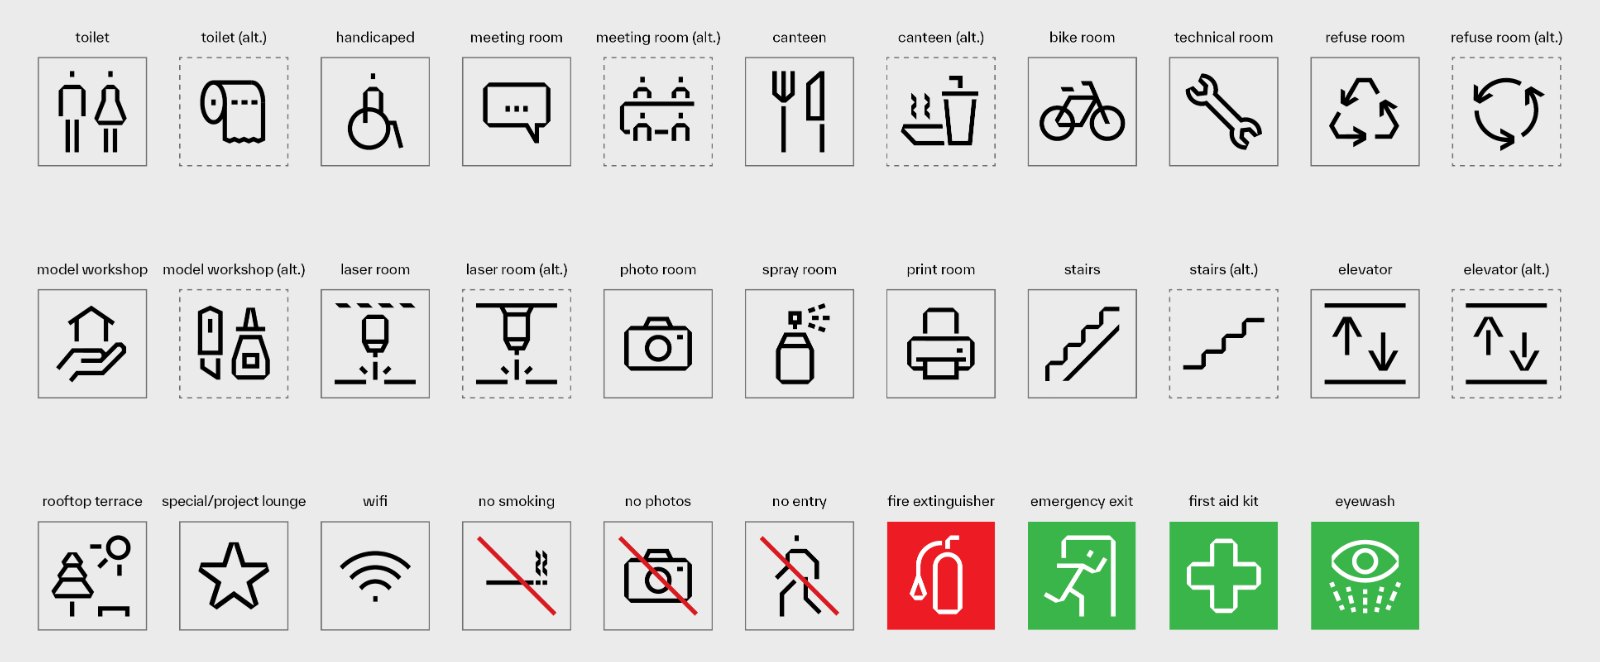 toilet
toilet (alt.)
handicaped
meeting room
meeting room (alt.)
canteen
canteen (alt.)
bike room
technical room
refuse room
refuse room (alt.)
model workshop
model workshop (alt.)
laser room
laser room (alt.)
photo room
spray room
print room
stairs
stairs (alt.)
elevator
elevator (alt.)
rooftop terrace
special/project lounge
wifi
no smoking
no photos
no entry
fire extinguisher
emergency exit
first aid kit
eyewash